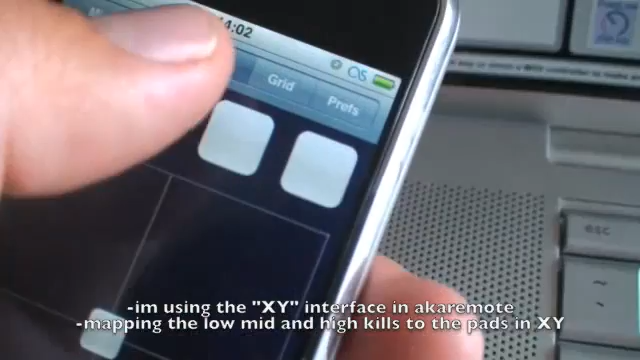 4:02
Grid
Prefs
esc
~
-im using the "XY" interface in akaremote
-mapping the low mid and high kills to the pads in XY